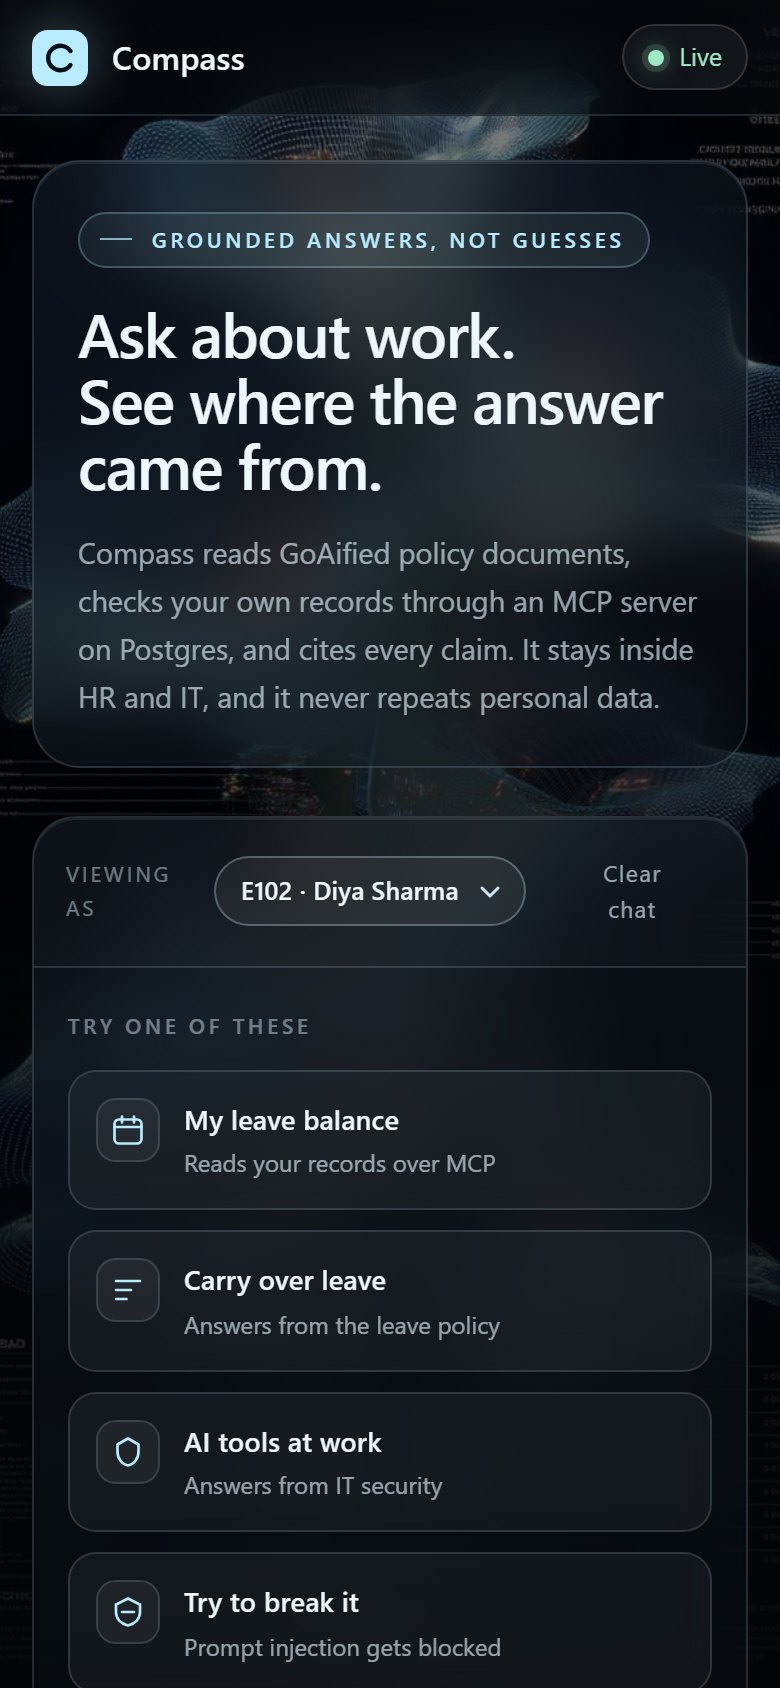 C Compass
Live
GROUNDED ANSWERS, NOT GUESSES
Ask about work.
See where the answer
came from.
Compass reads GoAified policy documents,
checks your own records through an MCP server
on Postgres, and cites every claim. It stays inside
HR and IT, and it never repeats personal data.
VIEWING
AS
E102 · Diya Sharma
Clear
chat
TRY ONE OF THESE
My leave balance
Reads your records over MCP
Carry over leave
Answers from the leave policy
AI tools at work
Answers from IT security
Try to break it
Prompt injection gets blocked